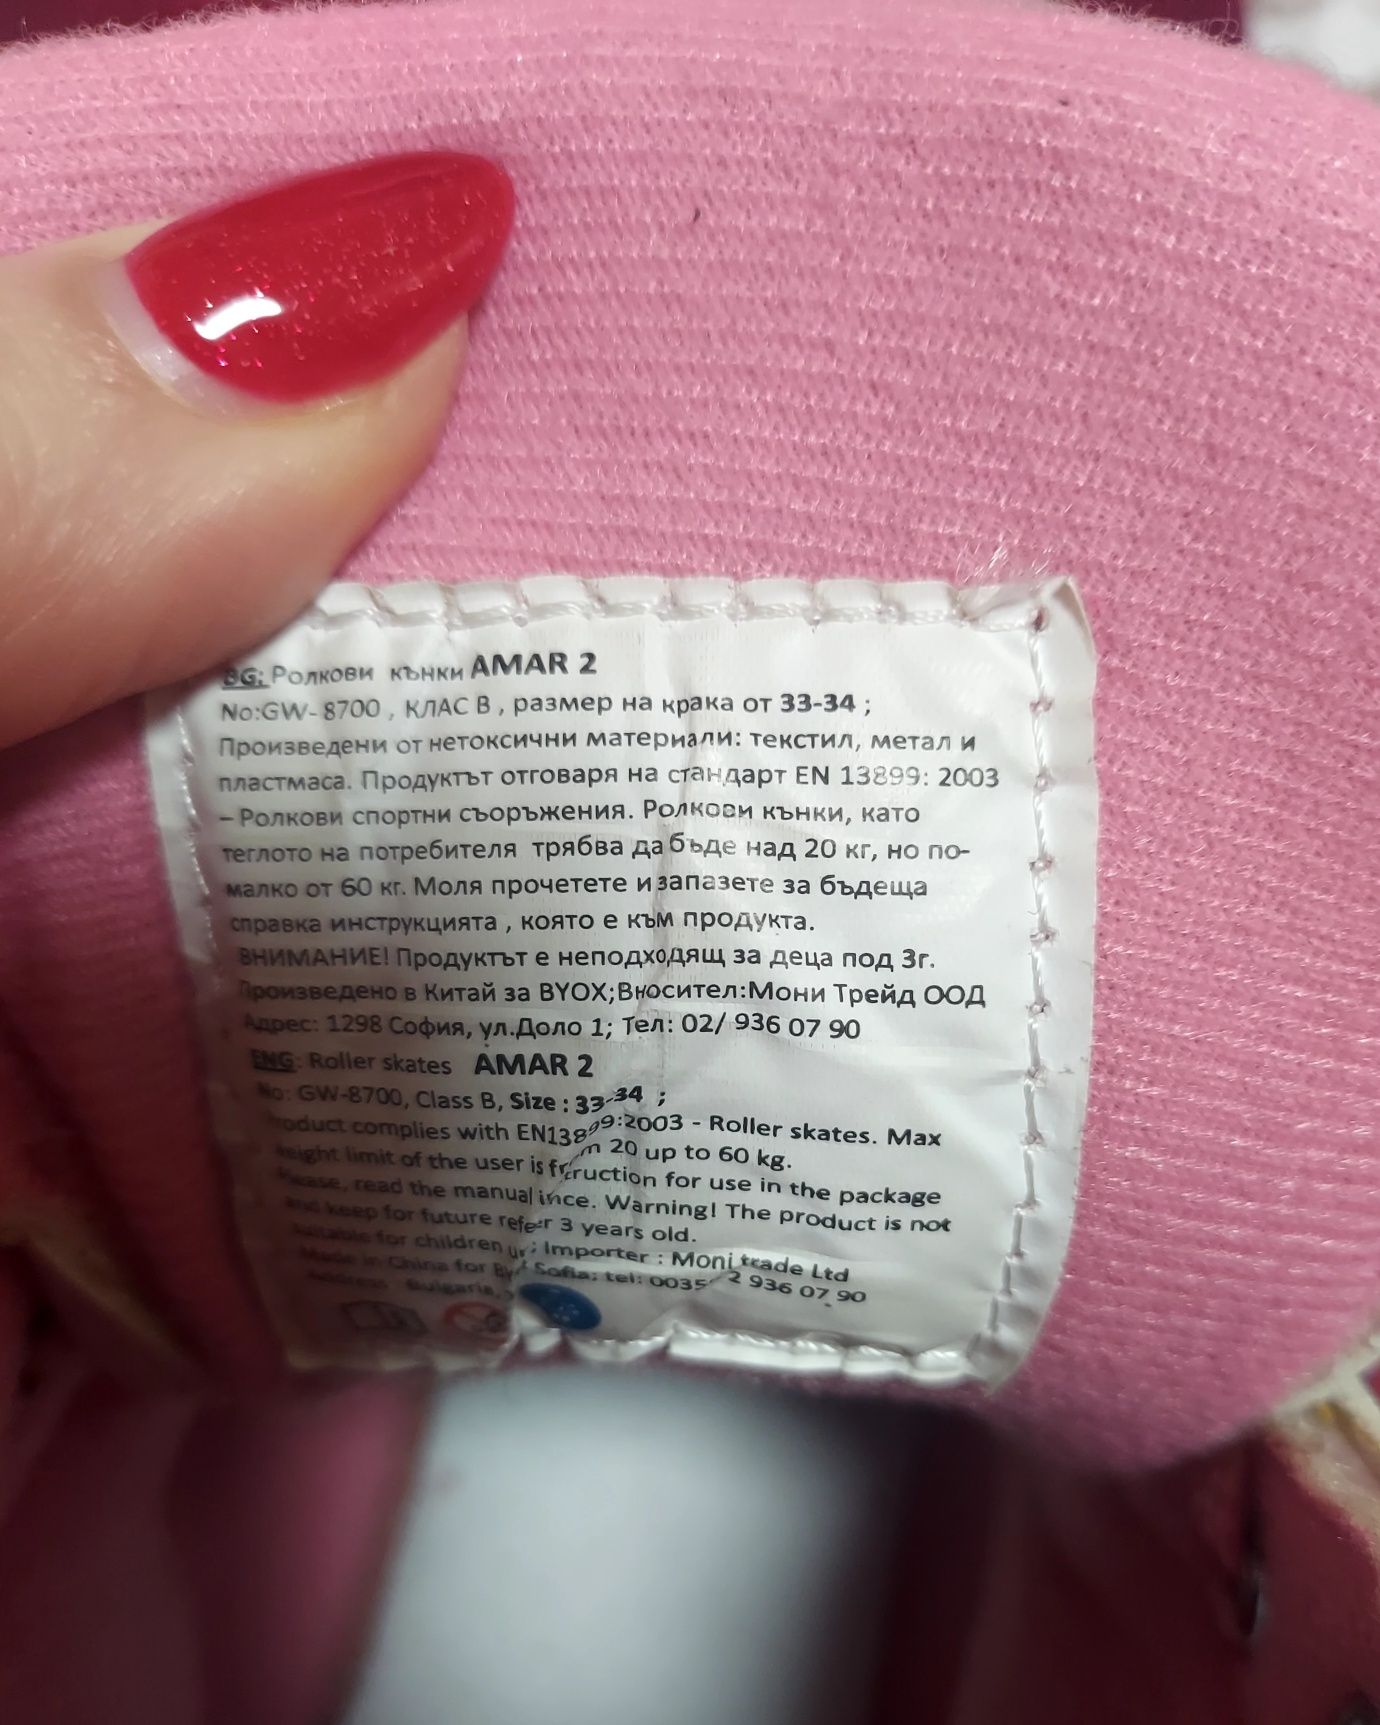 BG: Ролкови кънки AMAR 2
No:GW-8700 , КЛАС В , размер на крака от 33-34 ;
Произведени от нетоксични материали: текстил, метал и
пластмаса. Продуктът отговаря на стандарт EN 13899: 2003
– Ролкови спортни съоръжения. Ролкови кънки, като
теглото на потребителя трябва да бъде над 20 кг, но по-
малко от 60 кг. Моля прочетете и запазете за бъдеща
справка инструкцията , която е към продукта.
ВНИМАНИЕ! Продуктът е неподходящ за деца под 3г.
Произведено в Китай за BYOX;Вносител:Мони Трейд ООД
Адрес: 1298 София, ул.Доло 1; Тел: 02/ 936 07 90
ENG: Roller skates AMAR 2
No: GW-8700, Class B, Size : 33-34 ;
Product complies with EN13899:2003 - Roller skates. Max
weight limit of the user is from 20 up to 60 kg.
Please, read the manual for use in the package
and keep for future Warning! The product is not
suitable for children 3 years old.
Made in China for Importer : Moni trade Ltd
Address Bulgaria, Sofia; tel: 2 936 07 90